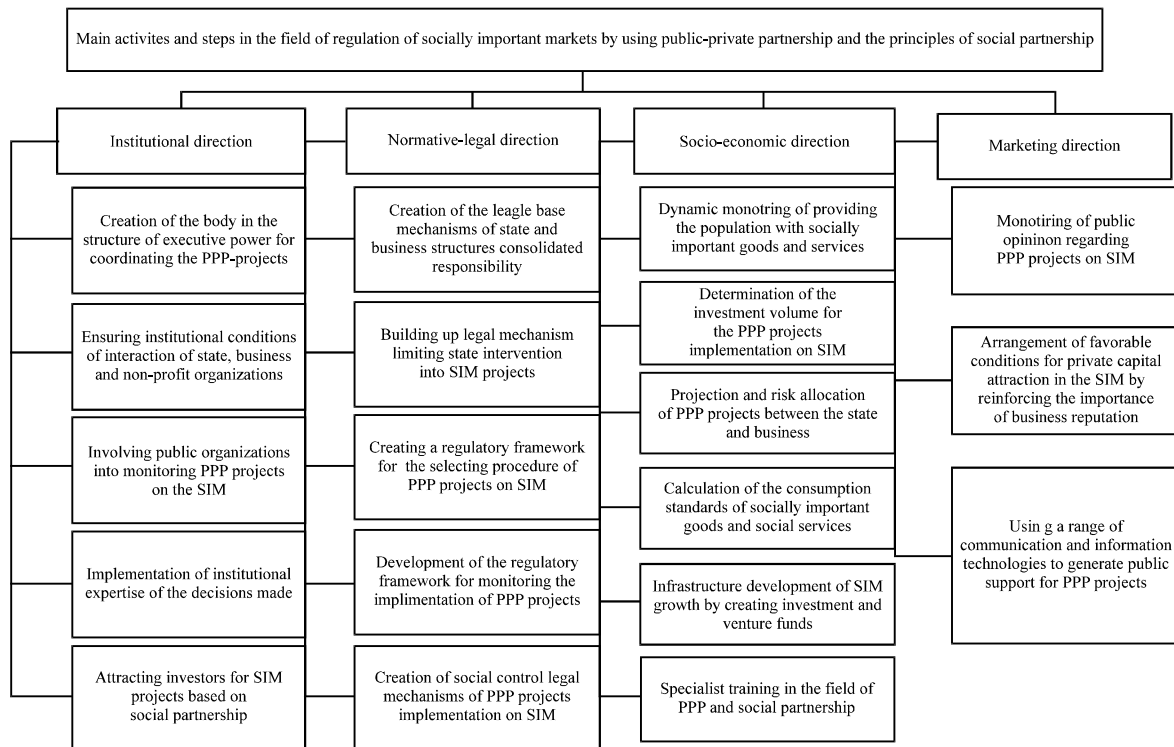 Main activites and steps in the field of regulation of socially important markets by using public-private partnership and the principles of social partnership
Institutional direction
Creation of the body in the
structure of executive power for
coordinating the PPP-projects
Ensuring institutional conditions
of interaction of state, business
and non-profit organizations
Involving public organizations
into monitoring PPP projects
on the SIM
Implementation of institutional
expertise of the decisions made
Attracting investors for SIM
projects based on
social partnership
Normative-legal direction
Creation of the leagle base
mechanisms of state and
business structures consolidated
responsibility
Building up legal mechanism
limiting state intervention
into SIM projects
Creating a regulatory framework
for the selecting procedure of
PPP projects on SIM
Development of the regulatory
framework for monitoring the
implimentation of PPP projects
Creation of social control legal
mechanisms of PPP projects
implementation on SIM
Socio-economic direction
Dynamic monotring of providing
the population with socially
important goods and services
Determination of the
investment volume for
the PPP projects
implementation on SIM
Projection and risk allocation
of PPP projects between the state
and business
Calculation of the consumption
standards of socially important
goods and social services
Infrastructure development of SIM
growth by creating investment and
venture funds
Specialist training in the field of
PPP and social partnership
Marketing direction
Monotiring of public
opininon regarding
PPP projects on SIM
Arrangement of favorable
conditions for private capital
attraction in the SIM by
reinforcing the importance
of business reputation
Usin g a range of
communication and information
technologies to generate public
support for PPP projects